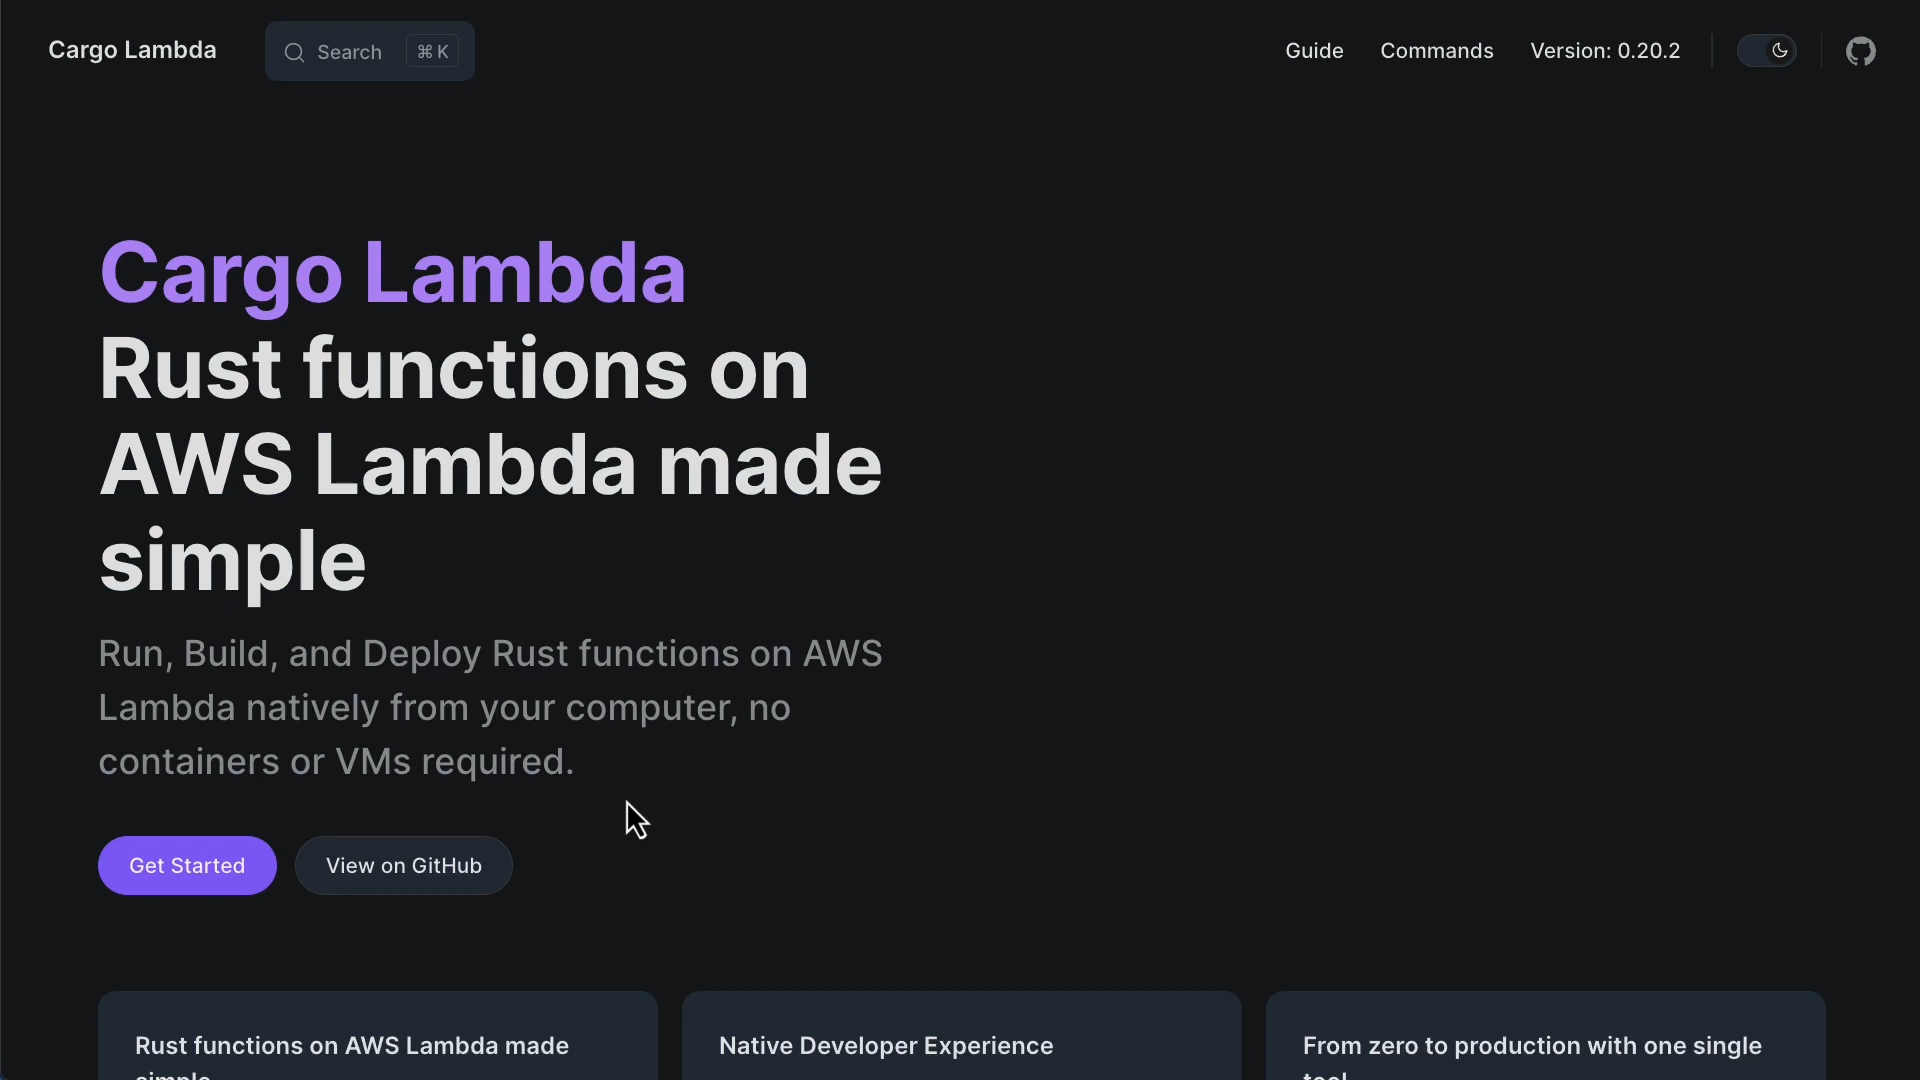 Cargo Lambda
Search
⌘ K
Guide
Commands
Version: 0.20.2
Cargo Lambda
Rust functions on
AWS Lambda made
simple
Run, Build, and Deploy Rust functions on AWS
Lambda natively from your computer, no
containers or VMs required.
Get Started
View on GitHub
Rust functions on AWS Lambda made
simple
Native Developer Experience
From zero to production with one single
tool